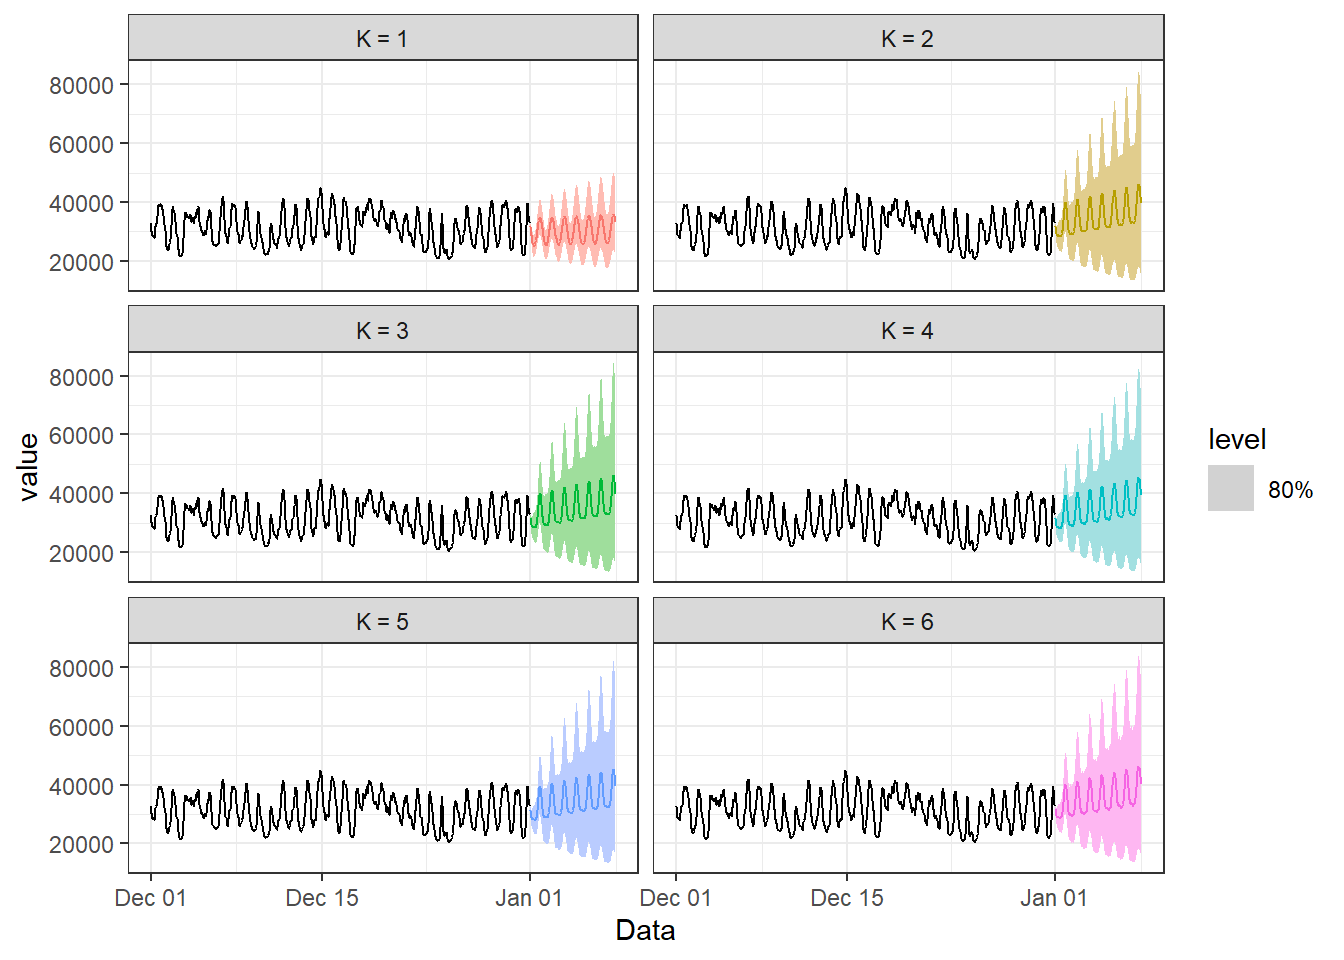 K = 1
K = 2
80000
60000
40000
20000
K = 3
K = 4
80000
60000
40000
20000
value
level
80%
K = 5
K = 6
80000
60000
40000
20000
Dec 01
Dec 15
Jan 01
Dec 01
Dec 15
Jan 01
Data